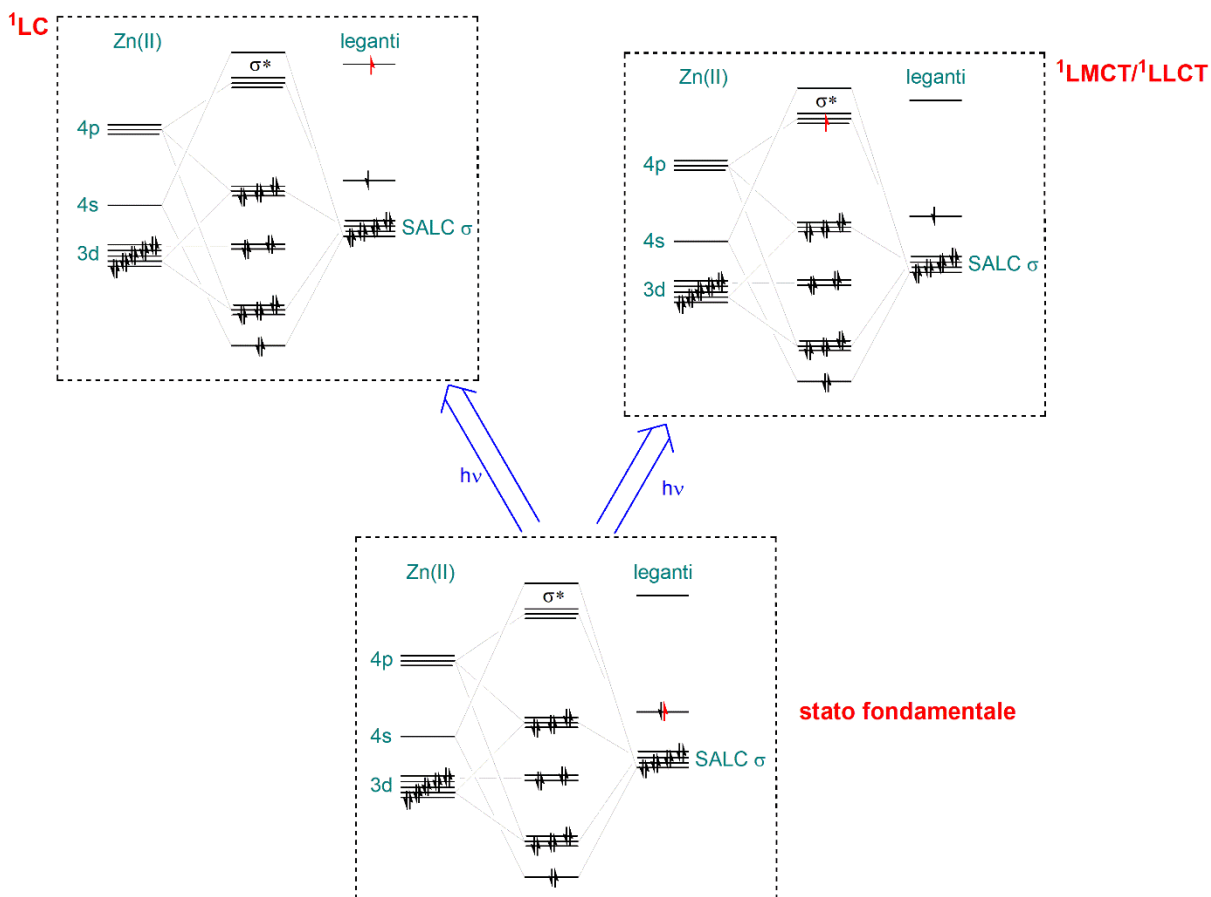 ¹LC
Zn(II)
leganti
σ*
4p
4s
3d
SALC σ
¹LMCT/¹LLCT
Zn(II)
leganti
σ*
4p
4s
3d
SALC σ
hν
hν
Zn(II)
leganti
σ*
4p
4s
3d
SALC σ
stato fondamentale